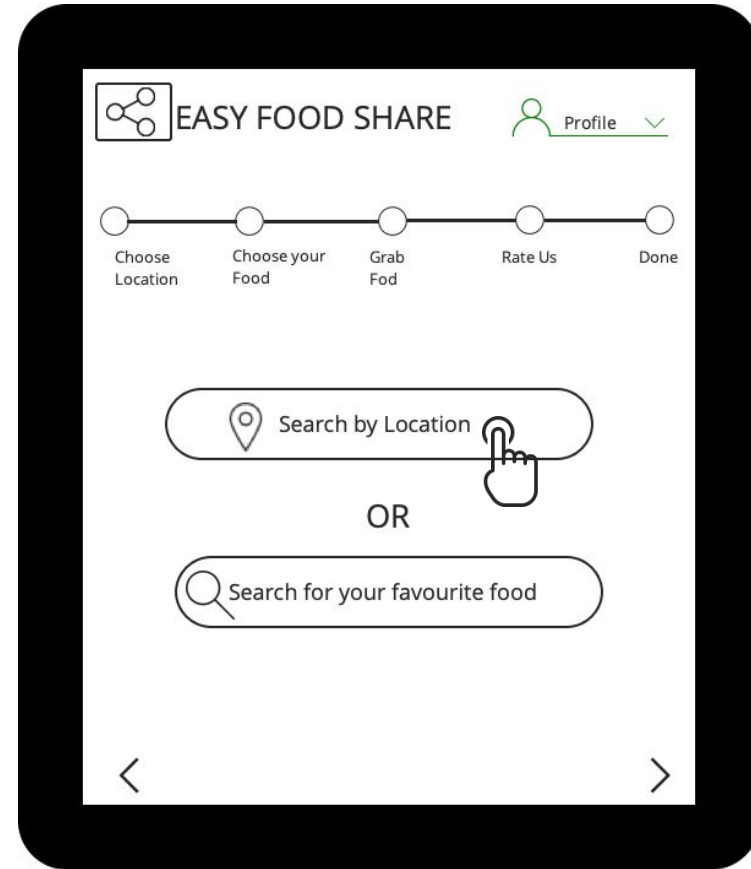 EASY FOOD SHARE
Profile
Choose
Location
Choose your
Food
Grab
Fod
Rate Us
Done
Search by Location
OR
Search for your favourite food